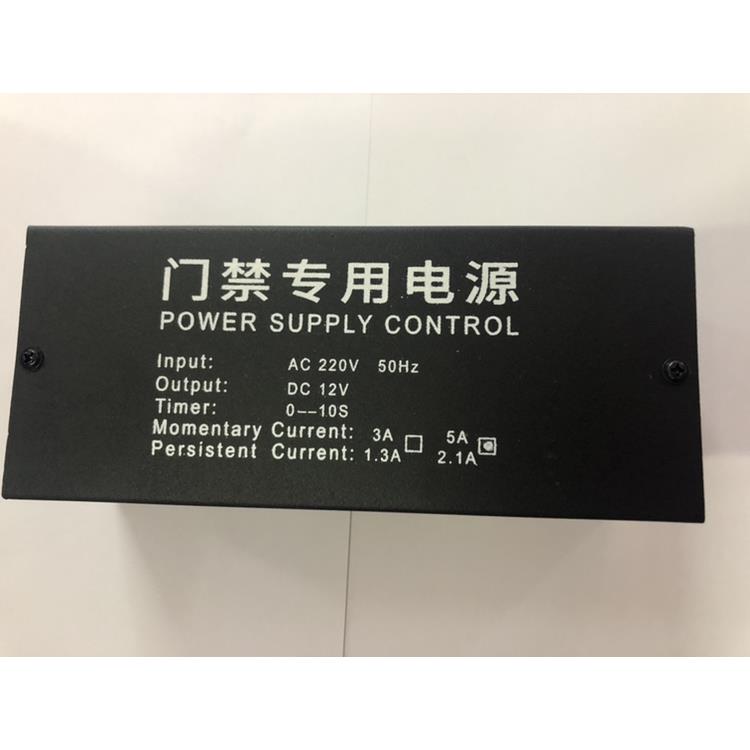 门禁专用电源
POWER SUPPLY CONTROL
Input: AC 220V 50Hz
Output: DC 12V
Timer: 0--10S
Momentary Current: 3A 5A
Persistent Current: 1.3A 2.1A